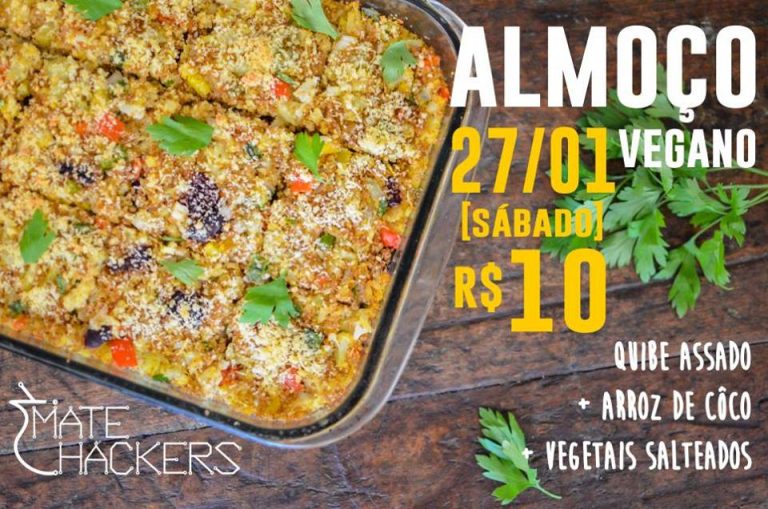 ALMOÇO
27/01 VEGANO
[SÁBADO]
R$ 10
QUIBE ASSADO
+ ARROZ DE CÔCO
+ VEGETAIS SALTEADOS
MATE
HACKERS